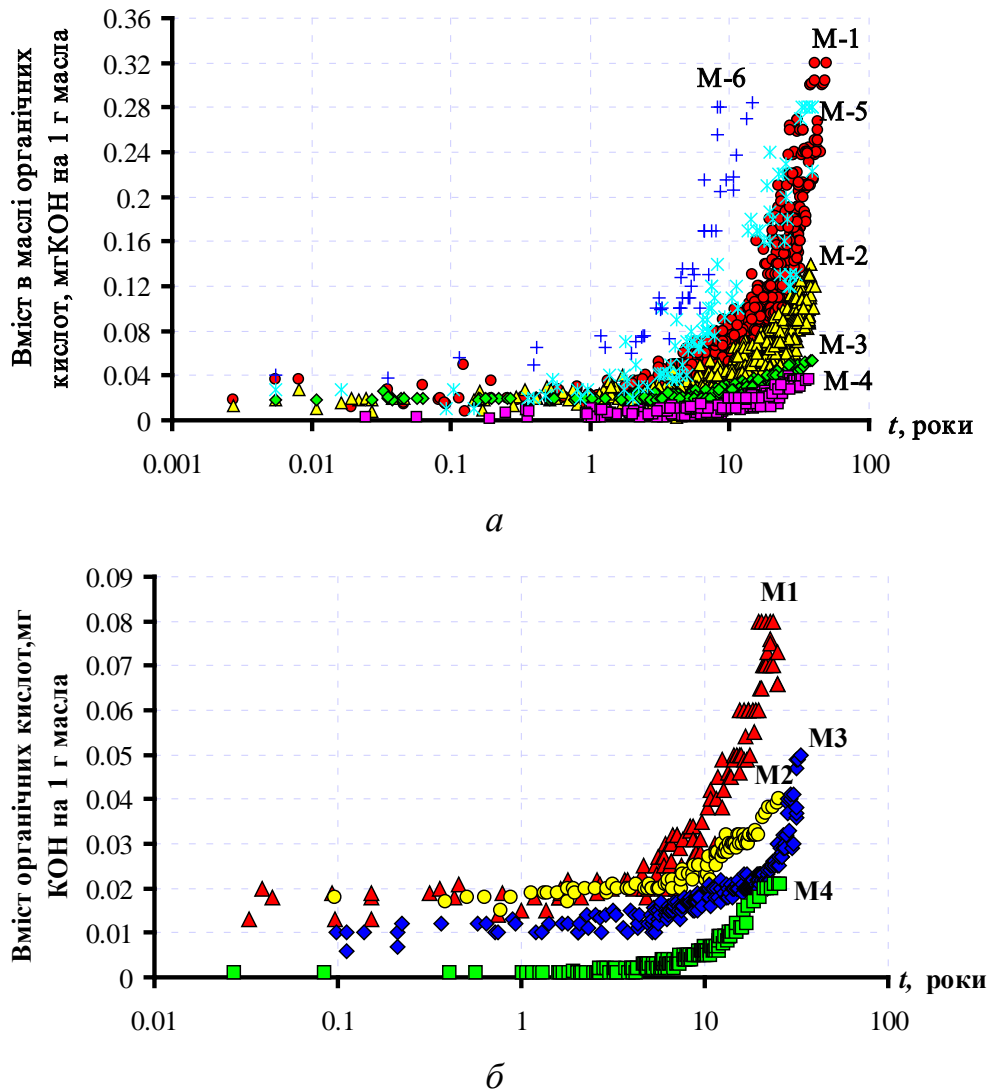 Вміст в маслі органічних
кислот, мгКОН на 1 г масла
0.36
0.32
0.28
0.24
0.2
0.16
0.12
0.08
0.04
0
M-1
M-6
M-5
M-2
M-3
M-4
t, роки
0.001
0.01
0.1
1
10
100
а
Вміст органічних кислот,мг
КОН на 1 г масла
0.09
0.08
0.07
0.06
0.05
0.04
0.03
0.02
0.01
0
M1
M3
M2
M4
t, роки
0.01
0.1
1
10
100
б